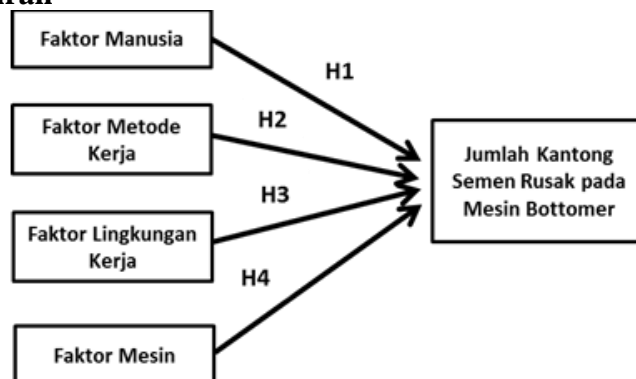 Faktor Manusia
H1
Faktor Metode
Kerja
H2
Jumlah Kantong
Semen Rusak pada
Mesin Bottomer
H3
Faktor Lingkungan
Kerja
H4
Faktor Mesin